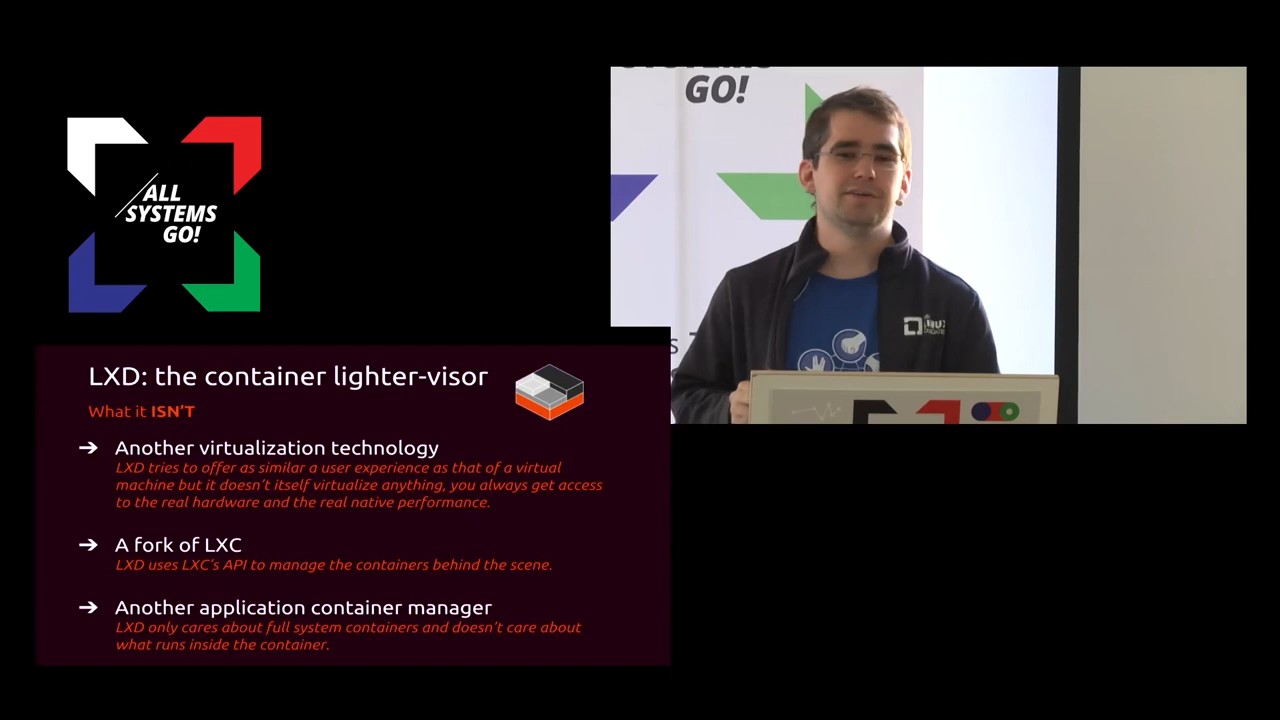 ALL
SYSTEMS
GO!
GO!
LXD: the container lighter-visor
What it ISN'T
➔ Another virtualization technology
LXD tries to offer as similar a user experience as that of a virtual
machine but it doesn't itself virtualize anything, you always get access
to the real hardware and the real native performance.
➔ A fork of LXC
LXD uses LXC's API to manage the containers behind the scene.
➔ Another application container manager
LXD only cares about full system containers and doesn't care about
what runs inside the container.